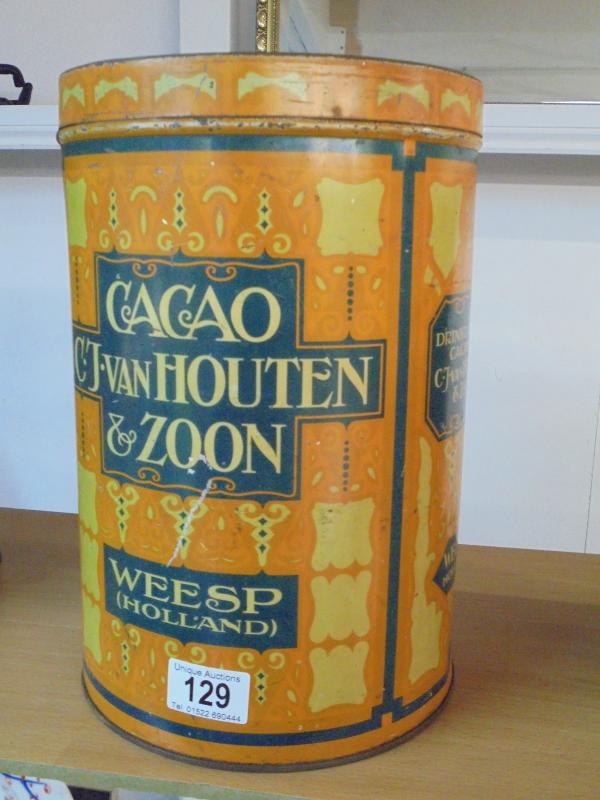 CACAO
C.J. VAN HOUTEN
& ZOON
WEESP
(HOLLAND)
Unique Auctions
129
Tel: 01522 690444